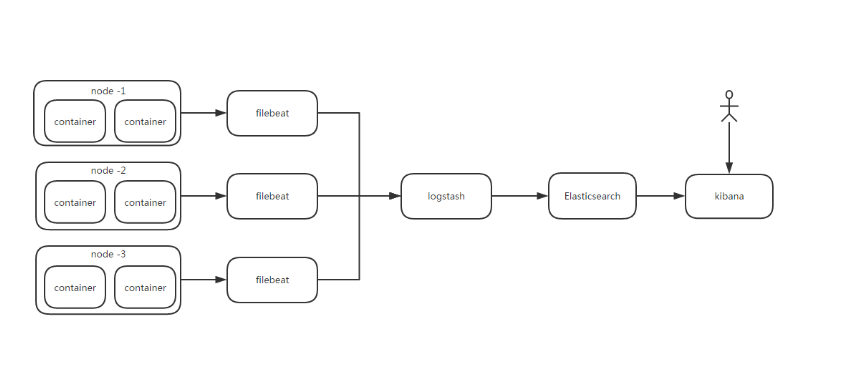 node -1
container
container
filebeat
node -2
container
container
filebeat
logstash
Elasticsearch
kibana
node -3
container
container
filebeat